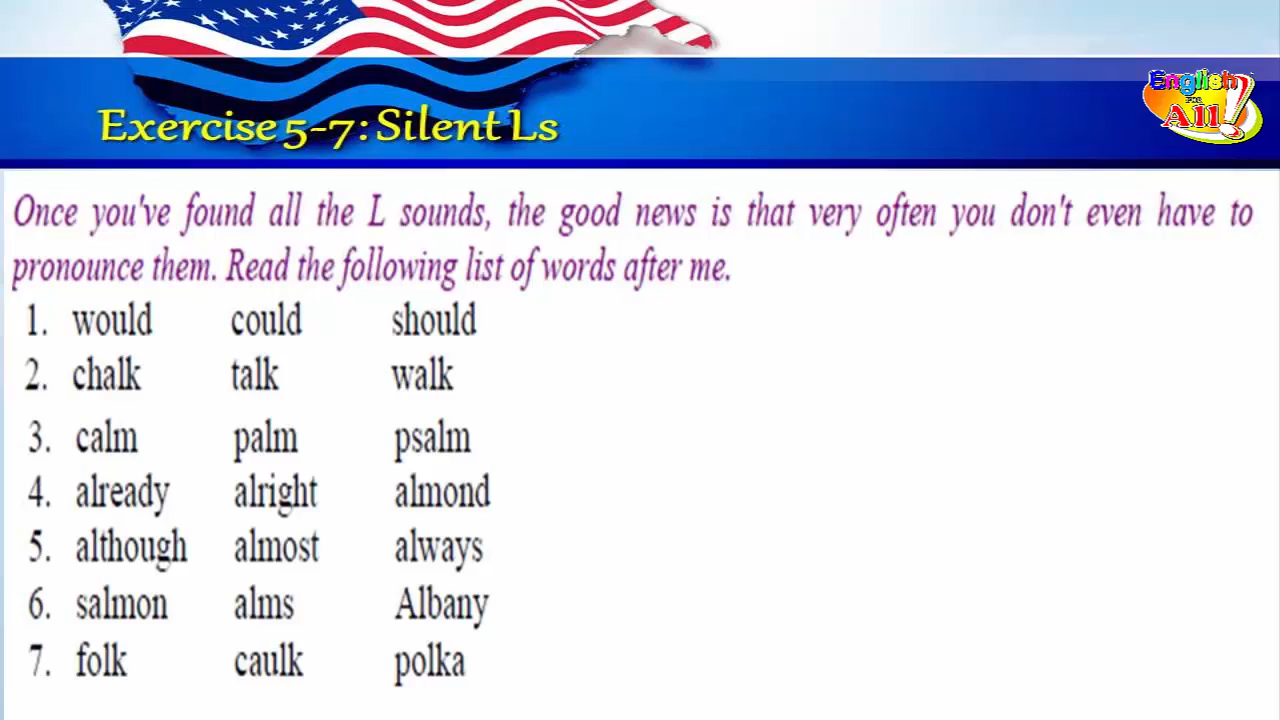 English
FOR
All!
Exercise 5-7: Silent Ls
Once you've found all the L sounds, the good news is that very often you don't even have to
pronounce them. Read the following list of words after me.
1. would could should
2. chalk talk walk
3. calm palm psalm
4. already alright almond
5. although almost always
6. salmon alms Albany
7. folk caulk polka